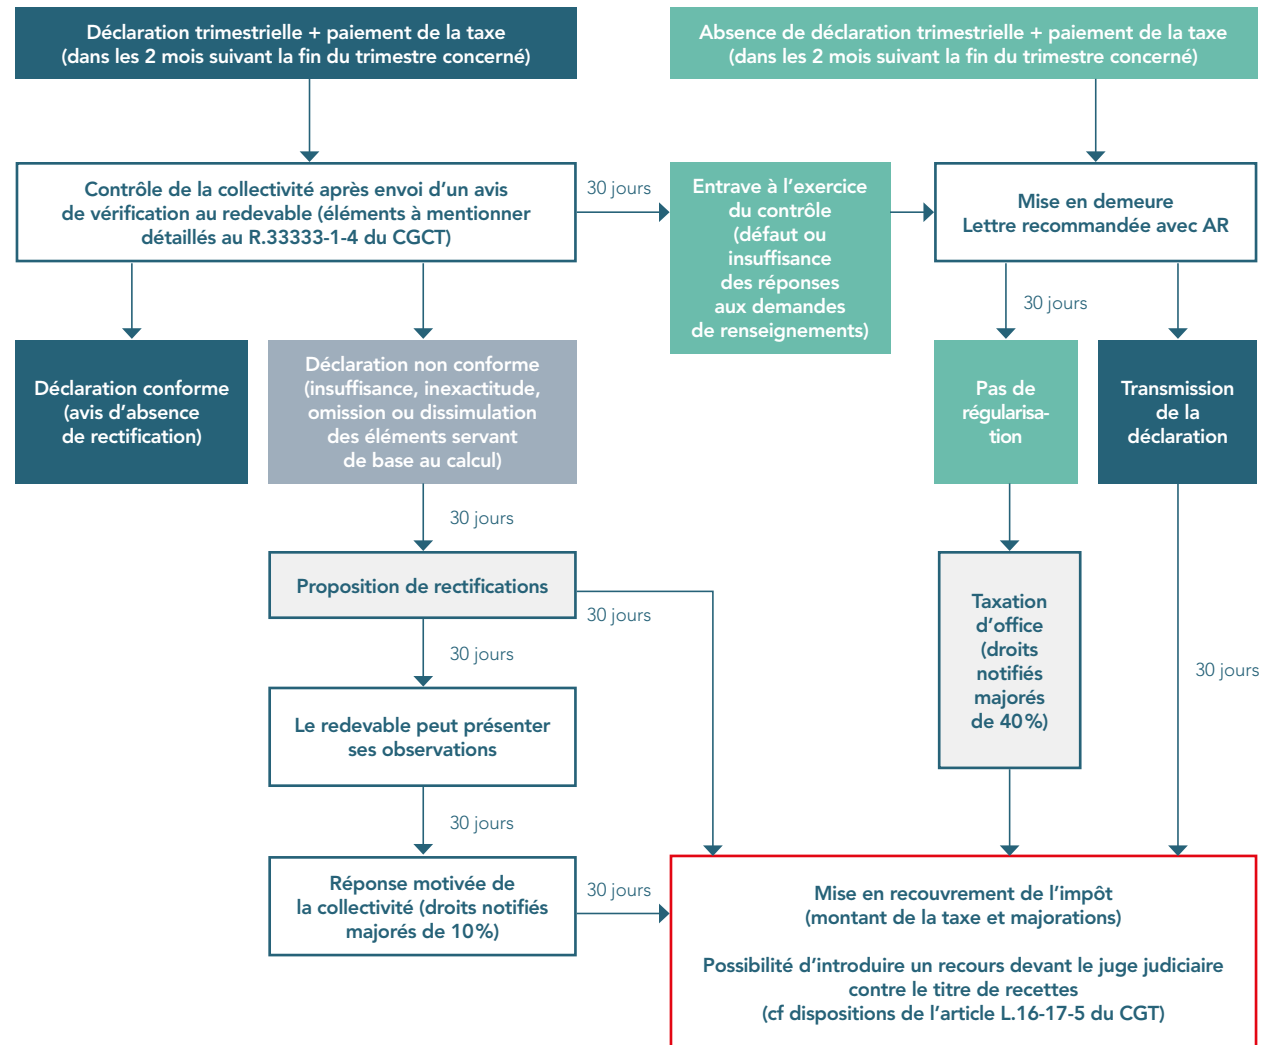 Déclaration trimestrielle + paiement de la taxe
(dans les 2 mois suivant la fin du trimestre concerné)
Absence de déclaration trimestrielle + paiement de la taxe
(dans les 2 mois suivant la fin du trimestre concerné)
Contrôle de la collectivité après envoi d'un avis
de vérification au redevable (éléments à mentionner
détaillés au R.33333-1-4 du CGCT)
30 jours
Entrave à l'exercice
du contrôle
(défaut ou
insuffisance
des réponses
aux demandes
de renseignements)
Mise en demeure
Lettre recommandée avec AR
30 jours
Déclaration conforme
(avis d'absence
de rectification)
Déclaration non conforme
(insuffisance, inexactitude,
omission ou dissimulation
des éléments servant
de base au calcul)
Pas de
régularisa-
tion
Transmission
de la
déclaration
30 jours
Proposition de rectifications
30 jours
30 jours
Taxation
d'office
(droits
notifiés
majorés
de 40 %)
30 jours
Le redevable peut présenter
ses observations
30 jours
Réponse motivée de
la collectivité (droits notifiés
majorés de 10 %)
30 jours
Mise en recouvrement de l'impôt
(montant de la taxe et majorations)
Possibilité d'introduire un recours devant le juge judiciaire
contre le titre de recettes
(cf dispositions de l'article L.16-17-5 du CGT)